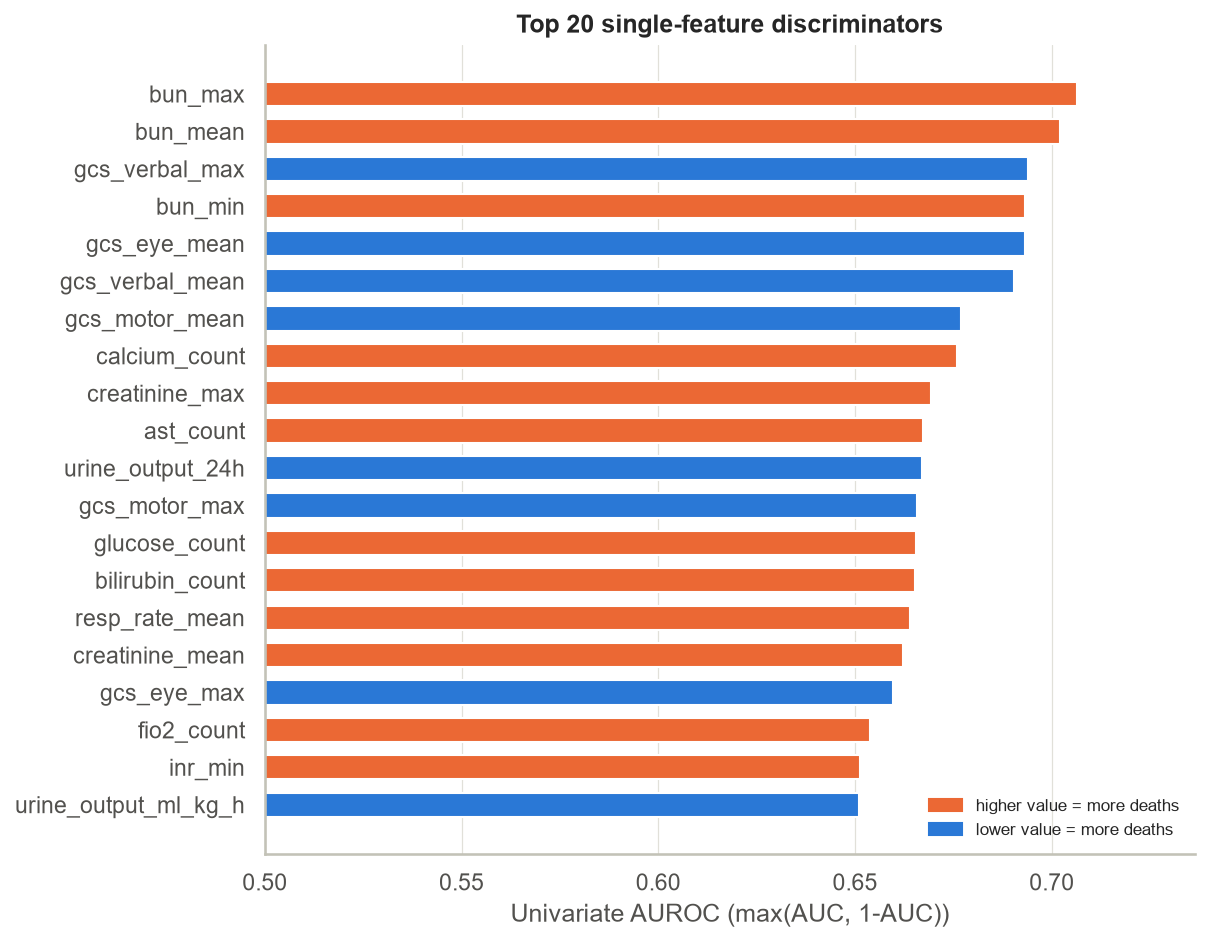 Top 20 single-feature discriminators
bun_max
bun_mean
gcs_verbal_max
bun_min
gcs_eye_mean
gcs_verbal_mean
gcs_motor_mean
calcium_count
creatinine_max
ast_count
urine_output_24h
gcs_motor_max
glucose_count
bilirubin_count
resp_rate_mean
creatinine_mean
gcs_eye_max
fio2_count
inr_min
urine_output_ml_kg_h
higher value = more deaths
lower value = more deaths
0.50 0.55 0.60 0.65 0.70
Univariate AUROC (max(AUC, 1-AUC))